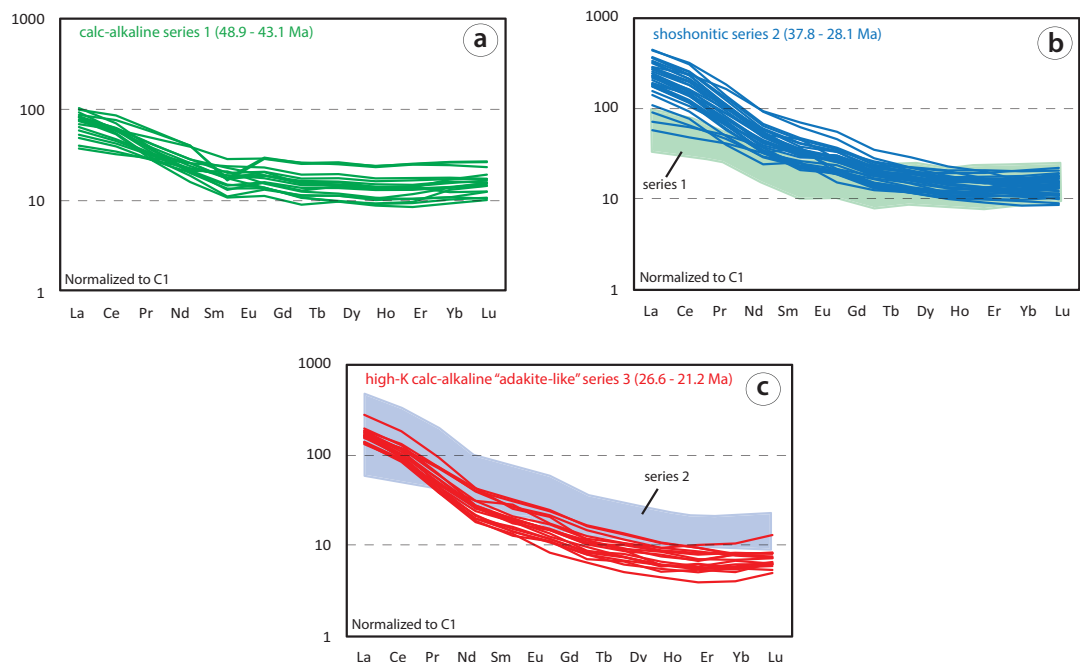 1000
100
10
1
calc-alkaline series 1 (48.9 - 43.1 Ma)
a
Normalized to C1
La Ce Pr Nd Sm Eu Gd Tb Dy Ho Er Yb Lu
1000
100
10
1
shoshonitic series 2 (37.8 - 28.1 Ma)
b
series 1
Normalized to C1
La Ce Pr Nd Sm Eu Gd Tb Dy Ho Er Yb Lu
1000
100
10
1
high-K calc-alkaline “adakite-like” series 3 (26.6 - 21.2 Ma)
c
series 2
Normalized to C1
La Ce Pr Nd Sm Eu Gd Tb Dy Ho Er Yb Lu